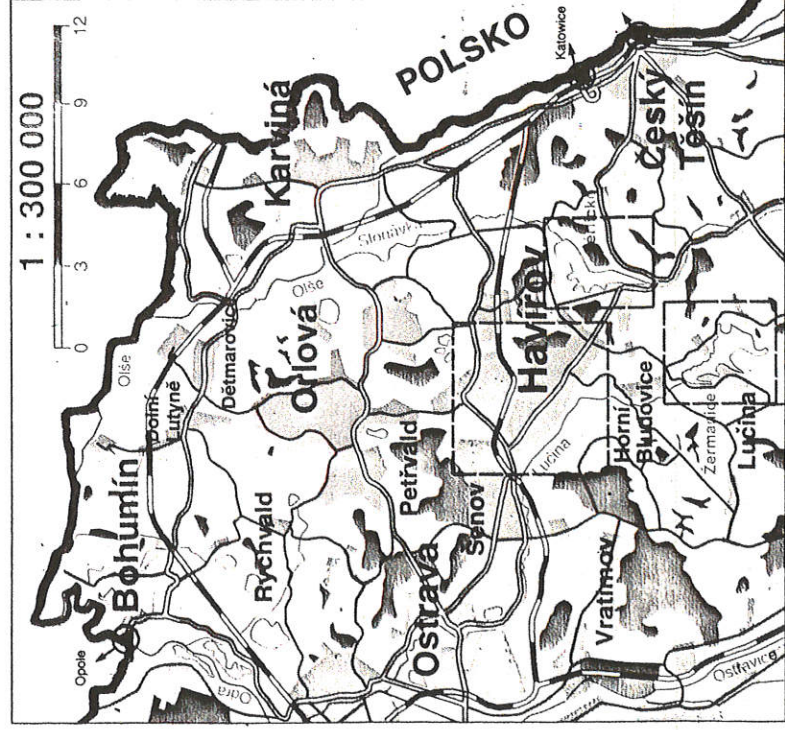 1 : 300 000
0 3 6 9 12
POLSKO
Katowice
Opole
Bohumín
Dolní
Lutyně
Olše
Dětmarovice
Karviná
Olše
Stonávka
Orlová
Rychvald
Petřvald
Odra
Ostrava
Šenov
Havířov
Český
Těšín
Lučina
Horní
Bludovice
Žermanice
Lučina
Vratimov
Ostravice